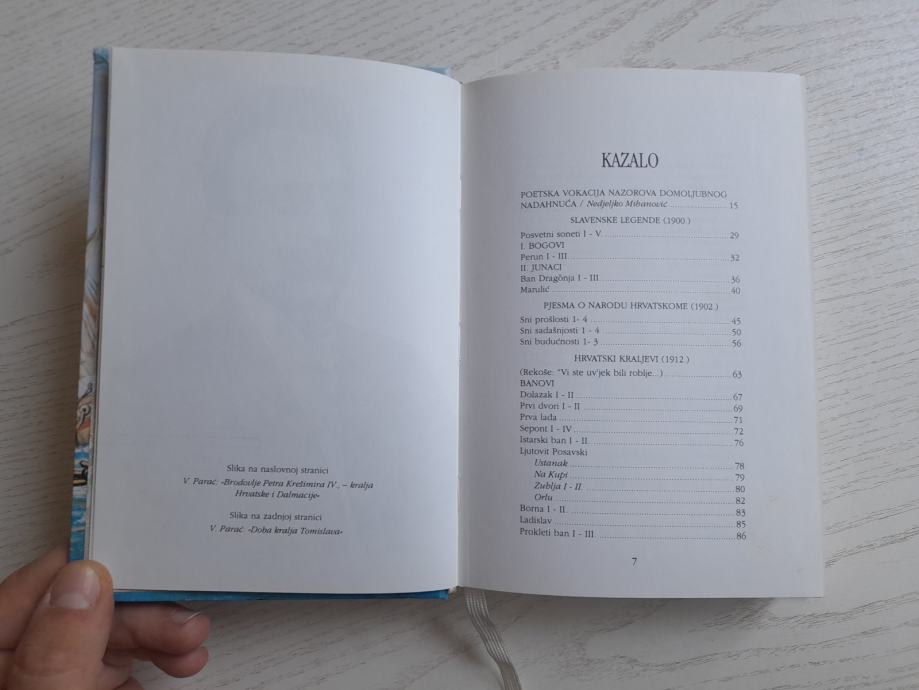 Slika na naslovnoj stranici
V. Parać: «Brodovlje Petra Krešimira IV., – kralja
Hrvatske i Dalmacije»
Slika na zadnjoj stranici
V. Parać: «Doba kralja Tomislava»
KAZALO
POETSKA VOKACIJA NAZOROVA DOMOLJUBNOG
NADAHNUĆA / Nedjeljko Mihanović 15
SLAVENSKE LEGENDE (1900.)
Posvetni soneti I - V 29
I. BOGOVI
Perun I - III 32
II. JUNACI
Ban Dragõnja I - III 36
Marulić 40
PJESMA O NARODU HRVATSKOME (1902.)
Sni prošlosti 1- 4 45
Sni sadašnjosti 1 - 4 50
Sni budućnosti 1- 3 56
HRVATSKI KRALJEVI (1912.)
(Rekoše: "Vi ste uv'jek bili roblje...) 63
BANOVI
Dolazak I - II 67
Prvi dvori I - II 69
Prva lađa 71
Sepont I - IV 72
Istarski ban I - II 76
Ljutovit Posavski
Ustanak 78
Na Kupi 79
Zublja I - II 80
Orlu 82
Borna I - II 83
Ladislav 85
Prokleti ban I - III 86
7